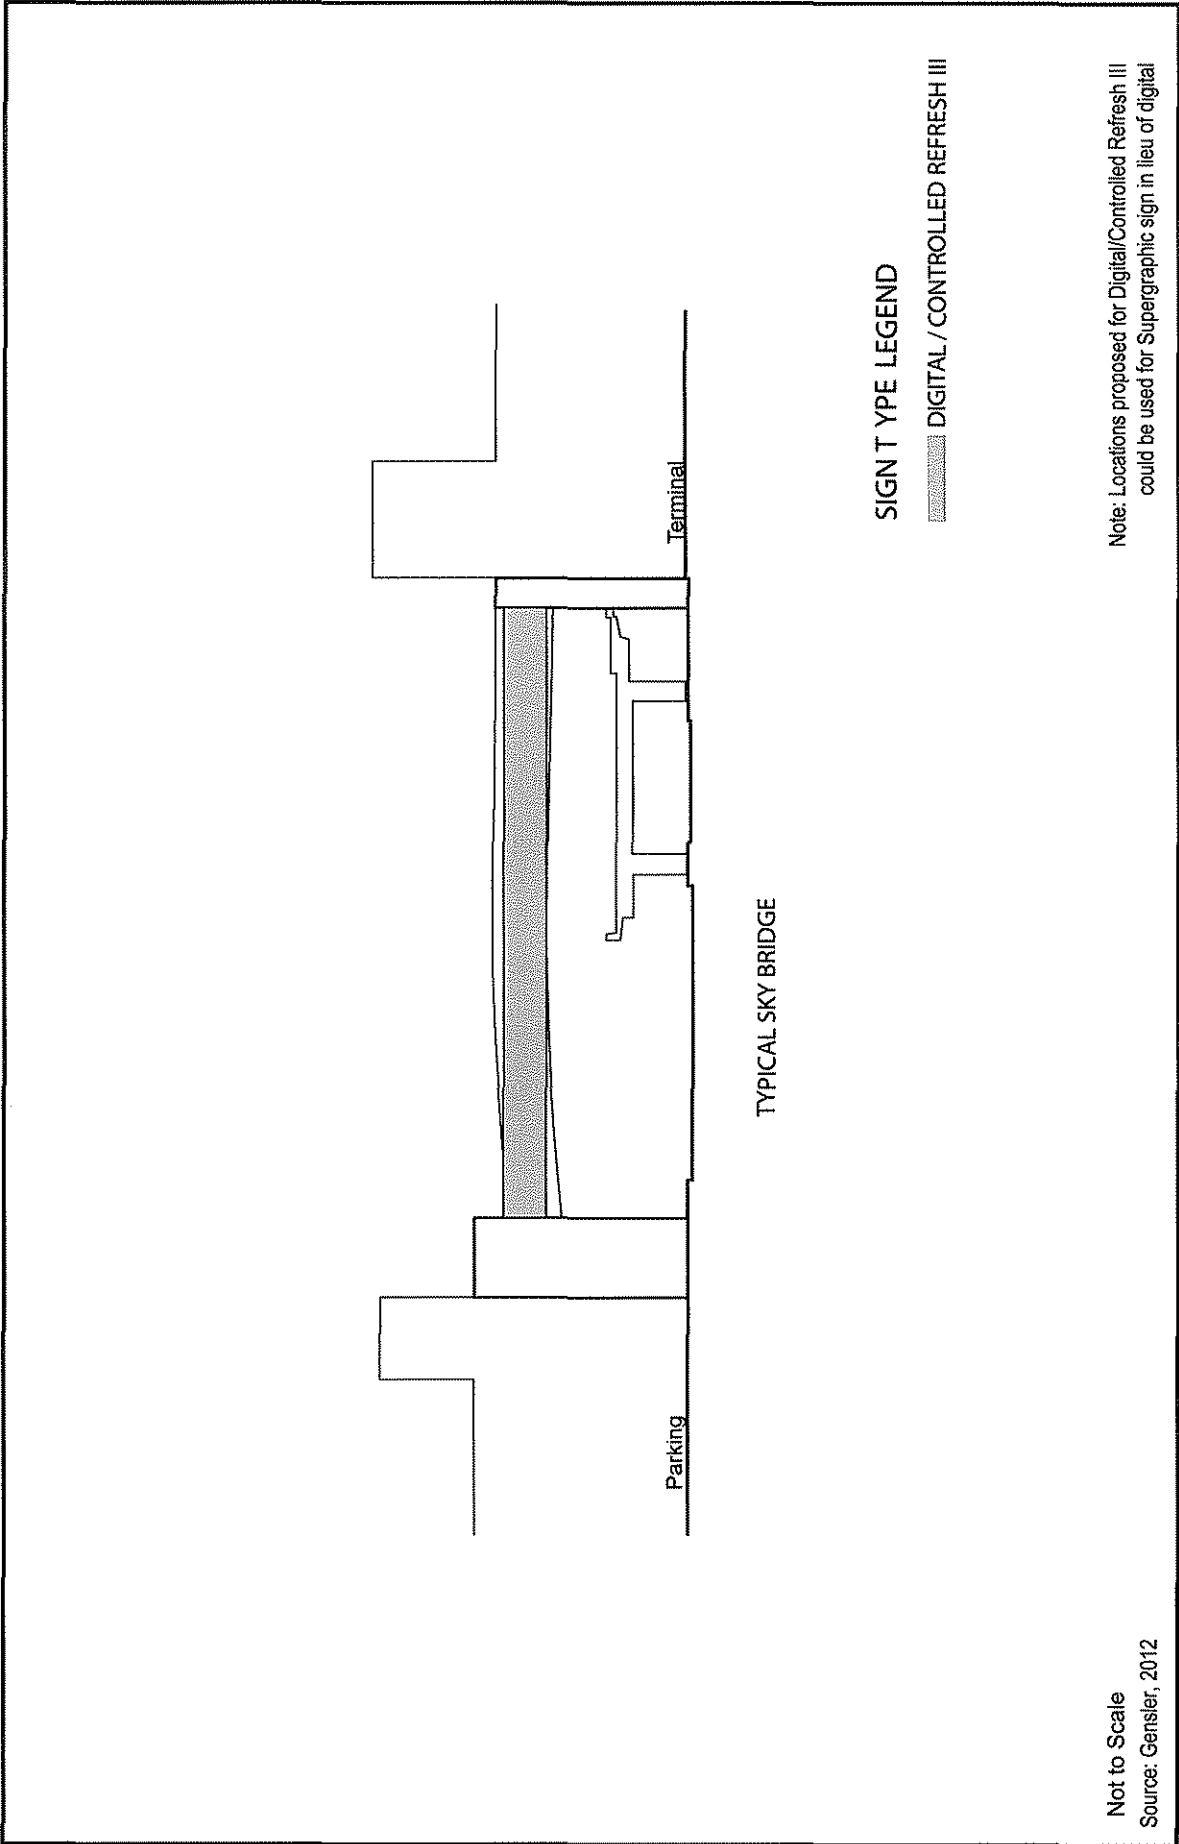 Parking
Terminal
TYPICAL SKY BRIDGE
SIGN T YPE LEGEND
DIGITAL / CONTROLLED REFRESH III
Note: Locations proposed for Digital/Controlled Refresh III
could be used for Supergraphic sign in lieu of digital
Not to Scale
Source: Gensler, 2012